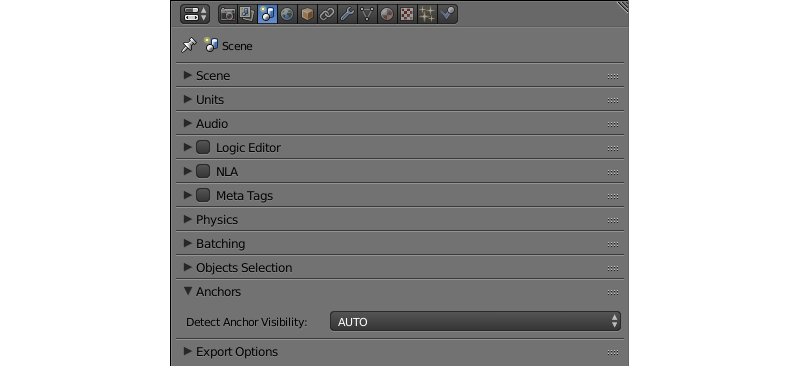 Scene
Scene
Units
Audio
Logic Editor
NLA
Meta Tags
Physics
Batching
Objects Selection
Anchors
Detect Anchor Visibility: AUTO
Export Options